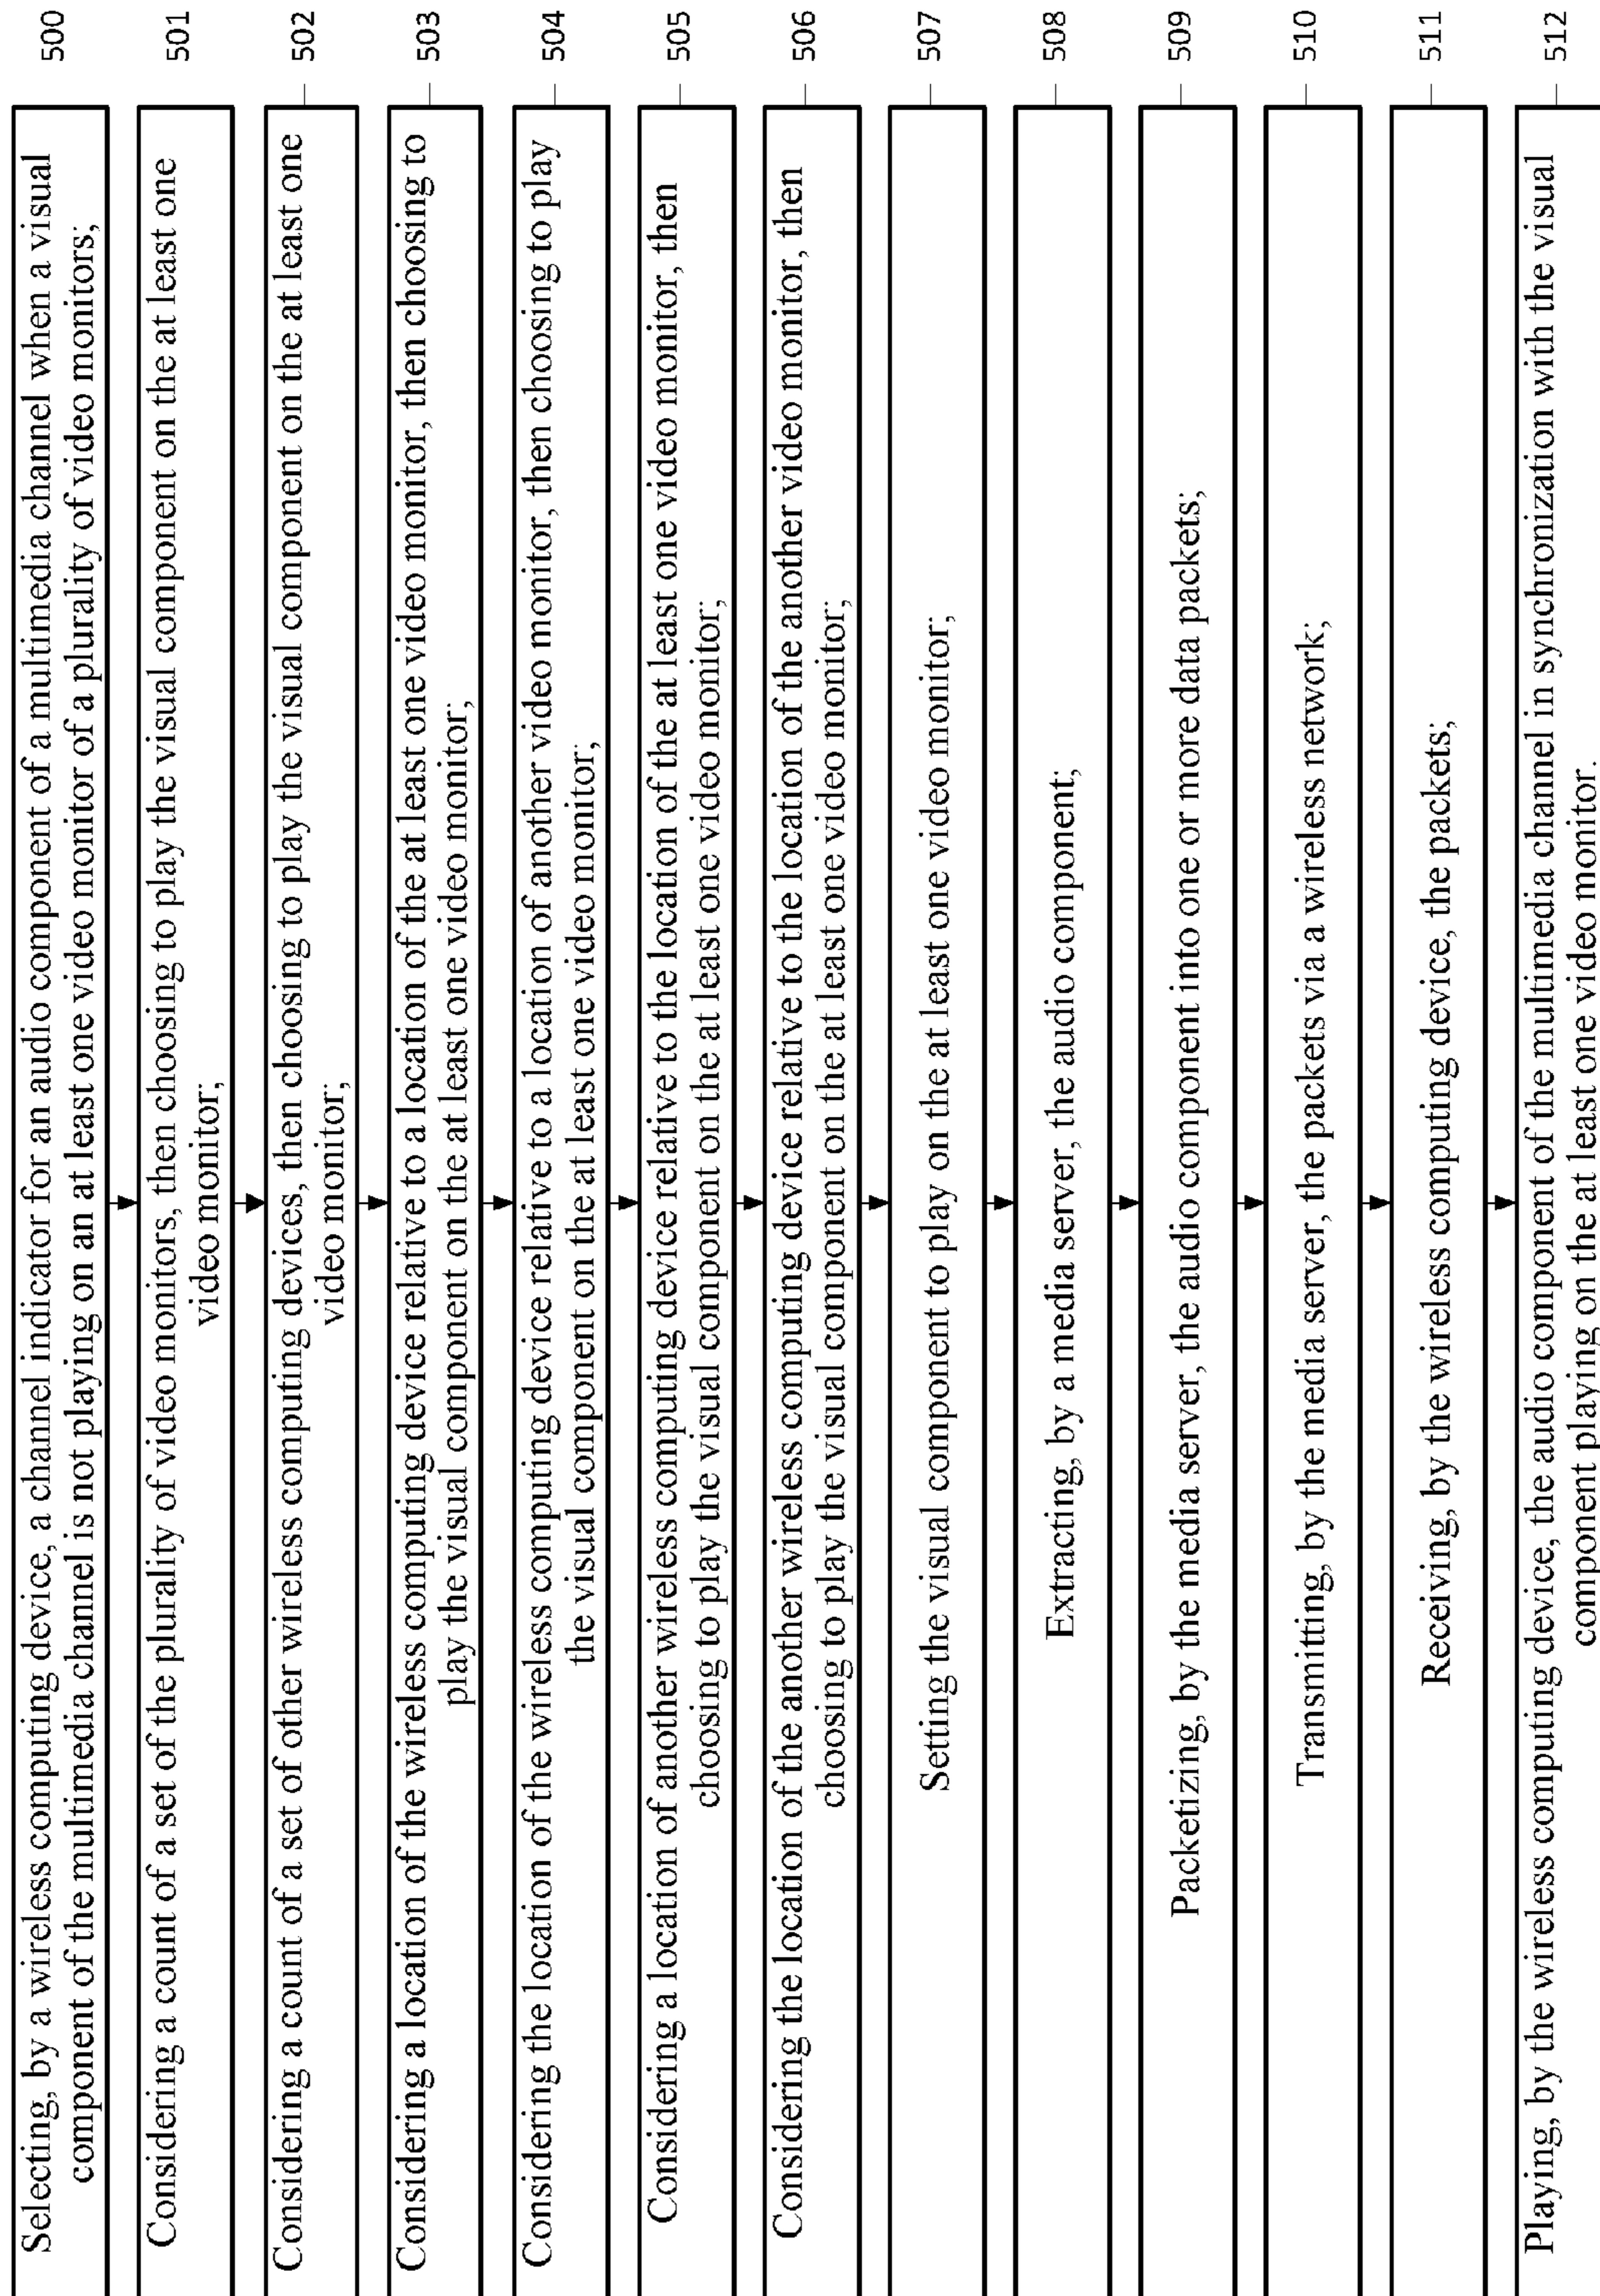 Selecting, by a wireless computing device, a channel indicator for an audio component of a multimedia channel when a visual
component of the multimedia channel is not playing on an at least one video monitor of a plurality of video monitors;
500
Considering a count of a set of the plurality of video monitors, then choosing to play the visual component on the at least one
video monitor;
501
Considering a count of a set of other wireless computing devices, then choosing to play the visual component on the at least one
video monitor;
502
Considering a location of the wireless computing device relative to a location of the at least one video monitor, then choosing to
play the visual component on the at least one video monitor;
503
Considering the location of the wireless computing device relative to a location of another video monitor, then choosing to play
the visual component on the at least one video monitor;
504
Considering a location of another wireless computing device relative to the location of the at least one video monitor, then
choosing to play the visual component on the at least one video monitor;
505
Considering the location of the another wireless computing device relative to the location of the another video monitor, then
choosing to play the visual component on the at least one video monitor;
506
Setting the visual component to play on the at least one video monitor;
507
Extracting, by a media server, the audio component;
508
Packetizing, by the media server, the audio component into one or more data packets;
509
Transmitting, by the media server, the packets via a wireless network;
510
Receiving, by the wireless computing device, the packets;
511
Playing, by the wireless computing device, the audio component of the multimedia channel in synchronization with the visual
component playing on the at least one video monitor.
512